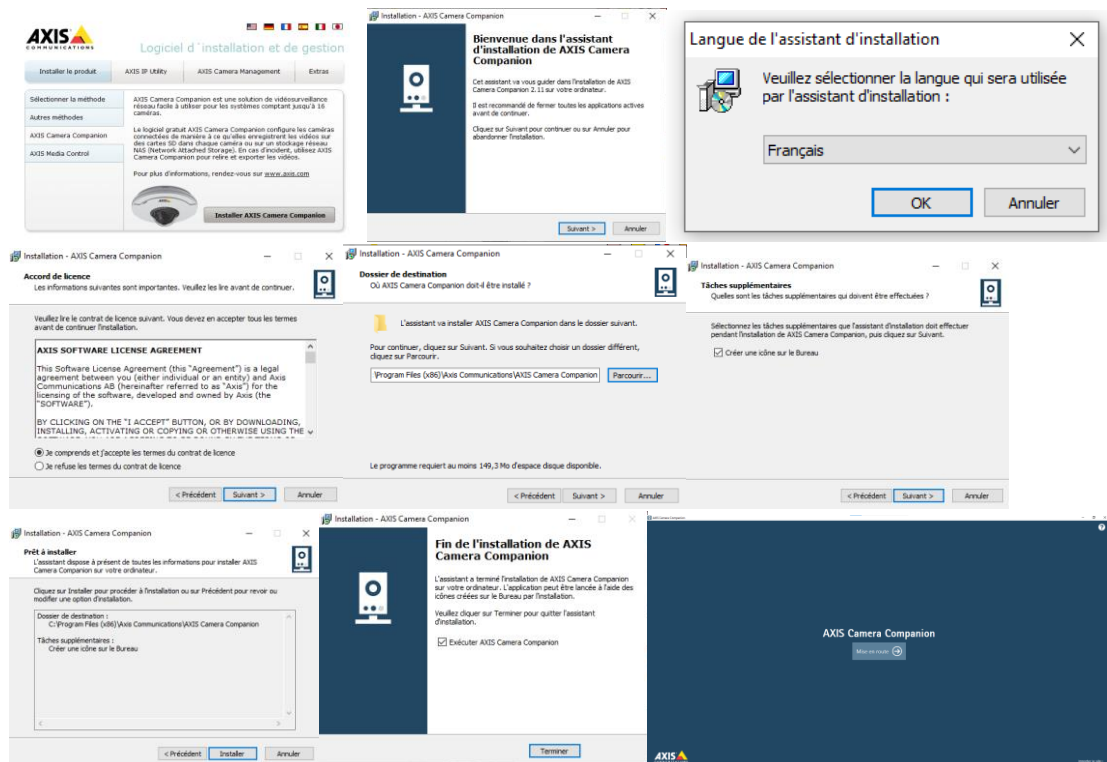 AXIS
COMMUNICATIONS
Logiciel d`installation et de gestion
Installer le produit
AXIS IP Utility
AXIS Camera Management
Extras
Sélectionner la méthode
Autres méthodes
AXIS Camera Companion
AXIS Media Control
AXIS Camera Companion est une solution de vidéosurveillance
réseau facile à utiliser pour les systèmes comptant jusqu'à 16
caméras.
Le logiciel gratuit AXIS Camera Companion configure les caméras
connectées de manière à ce qu'elles enregistrent les vidéos sur
des cartes SD dans chaque caméra ou sur un stockage réseau
NAS (Network Attached Storage). En cas d'incident, utilisez AXIS
Camera Companion pour relire et exporter les vidéos.
Pour plus d'informations, rendez-vous sur www.axis.com
Installer AXIS Camera Companion
Installation - AXIS Camera Companion
Bienvenue dans l'assistant
d'installation de AXIS Camera
Companion
Cet assistant va vous guider dans l'installation de AXIS
Camera Companion 2.11 sur votre ordinateur.
Il est recommandé de fermer toutes les applications actives
avant de continuer.
Cliquez sur Suivant pour continuer ou sur Annuler pour
abandonner l'installation.
Suivant >
Annuler
Langue de l'assistant d'installation
Veuillez sélectionner la langue qui sera utilisée
par l'assistant d'installation :
Français
OK
Annuler
Installation - AXIS Camera Companion
Accord de licence
Les informations suivantes sont importantes. Veuillez les lire avant de continuer.
Veuillez lire le contrat de licence suivant. Vous devez en accepter tous les termes
avant de continuer l'installation.
AXIS SOFTWARE LICENSE AGREEMENT
This Software License Agreement (this "Agreement") is a legal
agreement between you (either individual or an entity) and Axis
Communications AB (hereinafter referred to as "Axis") for the
licensing of the software, developed and owned by Axis (the
"SOFTWARE").
BY CLICKING ON THE "I ACCEPT" BUTTON, OR BY DOWNLOADING,
INSTALLING, ACTIVATING OR COPYING OR OTHERWISE USING THE
Je comprends et j'accepte les termes du contrat de licence
Je refuse les termes du contrat de licence
< Précédent
Suivant >
Annuler
Installation - AXIS Camera Companion
Dossier de destination
Où AXIS Camera Companion doit-il être installé ?
L'assistant va installer AXIS Camera Companion dans le dossier suivant.
Pour continuer, cliquez sur Suivant. Si vous souhaitez choisir un dossier différent,
cliquez sur Parcourir.
\Program Files (x86)\Axis Communications\AXIS Camera Companion
Parcourir...
Le programme requiert au moins 149,3 Mo d'espace disque disponible.
< Précédent
Suivant >
Annuler
Installation - AXIS Camera Companion
Tâches supplémentaires
Quelles sont les tâches supplémentaires qui doivent être effectuées ?
Sélectionnez les tâches supplémentaires que l'assistant d'installation doit effectuer
pendant l'installation de AXIS Camera Companion, puis cliquez sur Suivant.
Créer une icône sur le Bureau
< Précédent
Suivant >
Annuler
Installation - AXIS Camera Companion
Prêt à installer
L'assistant dispose à présent de toutes les informations pour installer AXIS
Camera Companion sur votre ordinateur.
Cliquez sur Installer pour procéder à l'installation ou sur Précédent pour revoir ou
modifier une option d'installation.
Dossier de destination :
C:\Program Files (x86)\Axis Communications\AXIS Camera Companion
Tâches supplémentaires :
Créer une icône sur le Bureau
< Précédent
Installer
Annuler
Installation - AXIS Camera Companion
Fin de l'installation de AXIS
Camera Companion
L'assistant a terminé l'installation de AXIS Camera Companion
sur votre ordinateur. L'application peut être lancée à l'aide des
icônes créées sur le Bureau par l'installation.
Veuillez cliquer sur Terminer pour quitter l'assistant
d'installation.
Exécuter AXIS Camera Companion
Terminer
AXIS Camera Companion
AXIS Camera Companion
Mise en route
AXIS